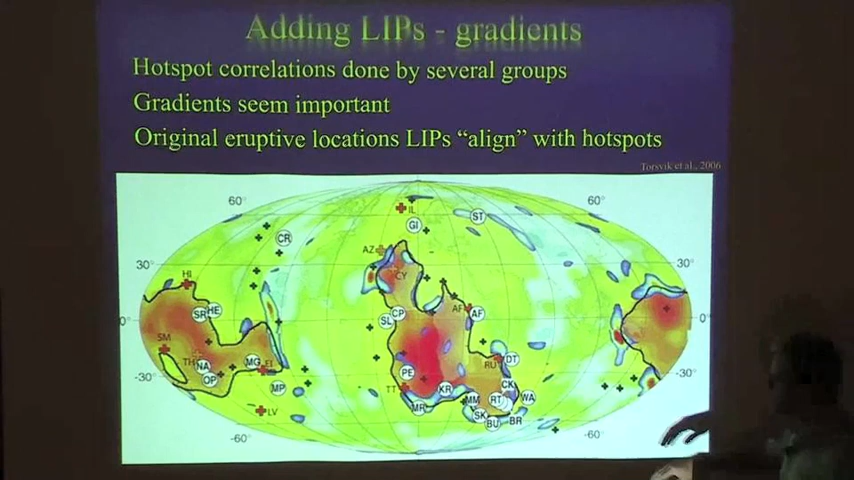 Adding LIPs - gradients
Hotspot correlations done by several groups
Gradients seem important
Original eruptive locations LIPs “align” with hotspots
Torsvik et al., 2006
60° 60°
IL
GI ST
CR
AZ
30° 30°
HI CY
SR HE AF AF
SL CP
0° 0°
SM
TH NA MG FJ RU DT
-30° OP PE -30°
MP TT KR CK
MR MM RT WA
LV SK BU BR
-60° -60°